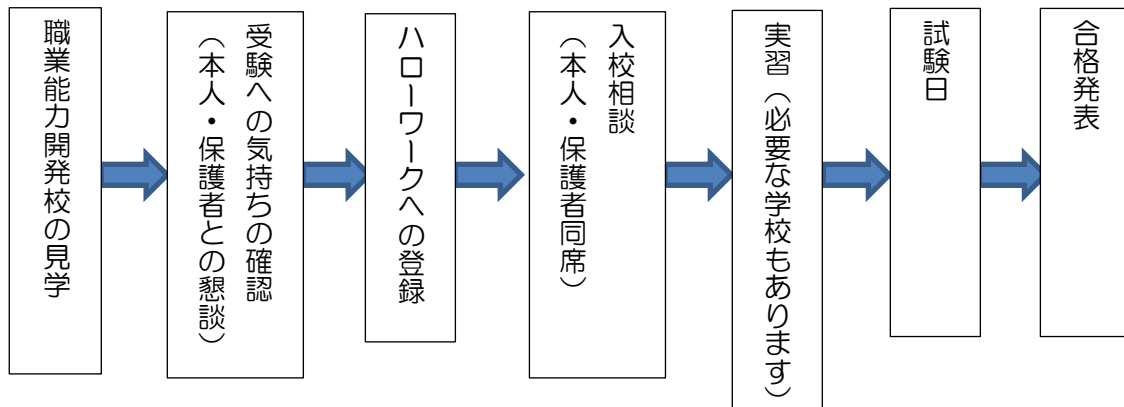 職業能力開発校の見学
受験への気持ちの確認
（本人・保護者との懇談）
ハローワークへの登録
入校相談
（本人・保護者同席）
実習（必要な学校もあります）
試験日
合格発表